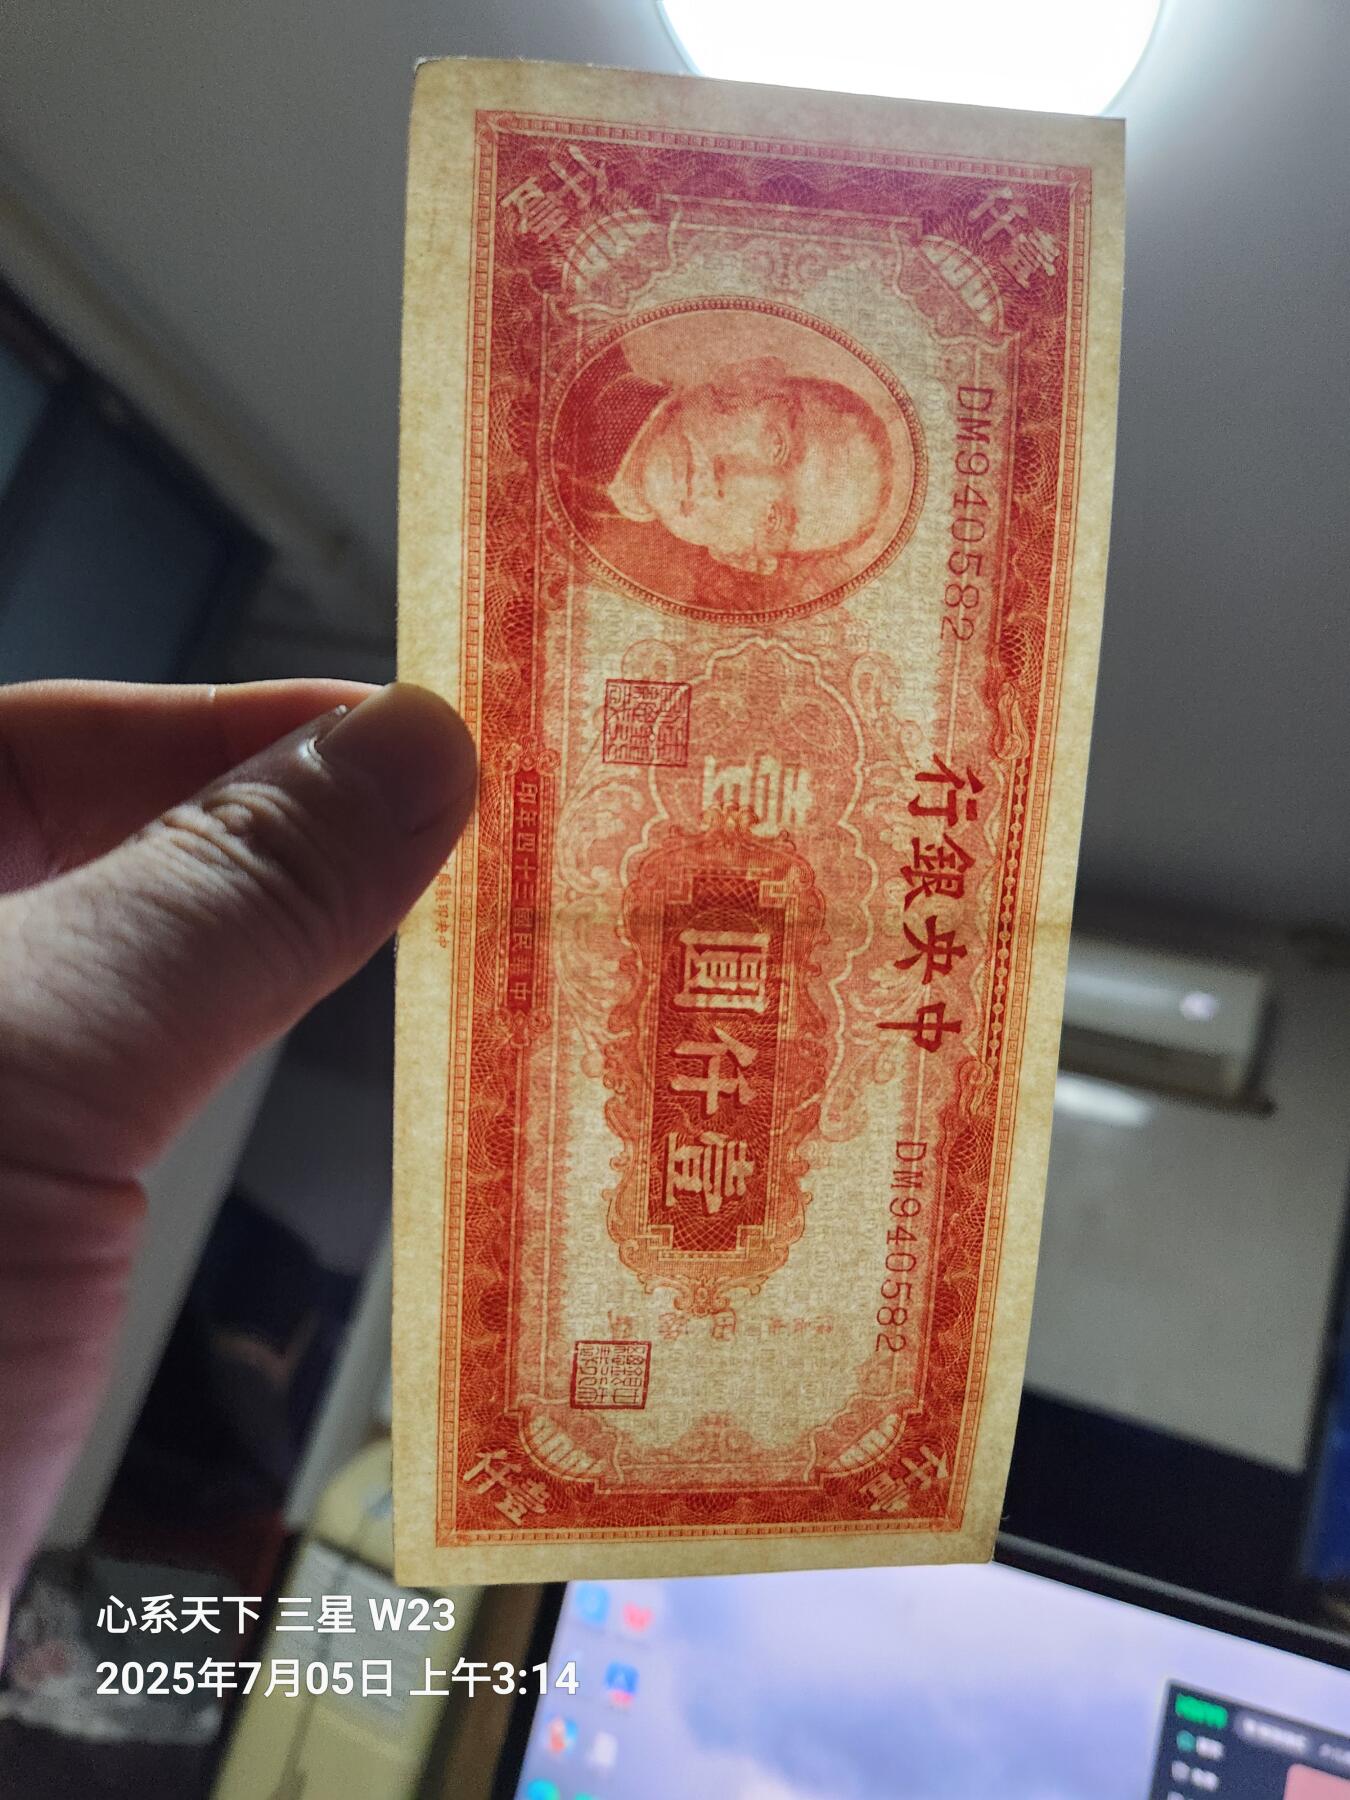 壹仟
壹仟
DM940582
DM940582
中央銀行
壹仟圓
中華民國三十四年印
壹仟
壹仟
心系天下 三星 W23
2025年7月05日 上午3:14